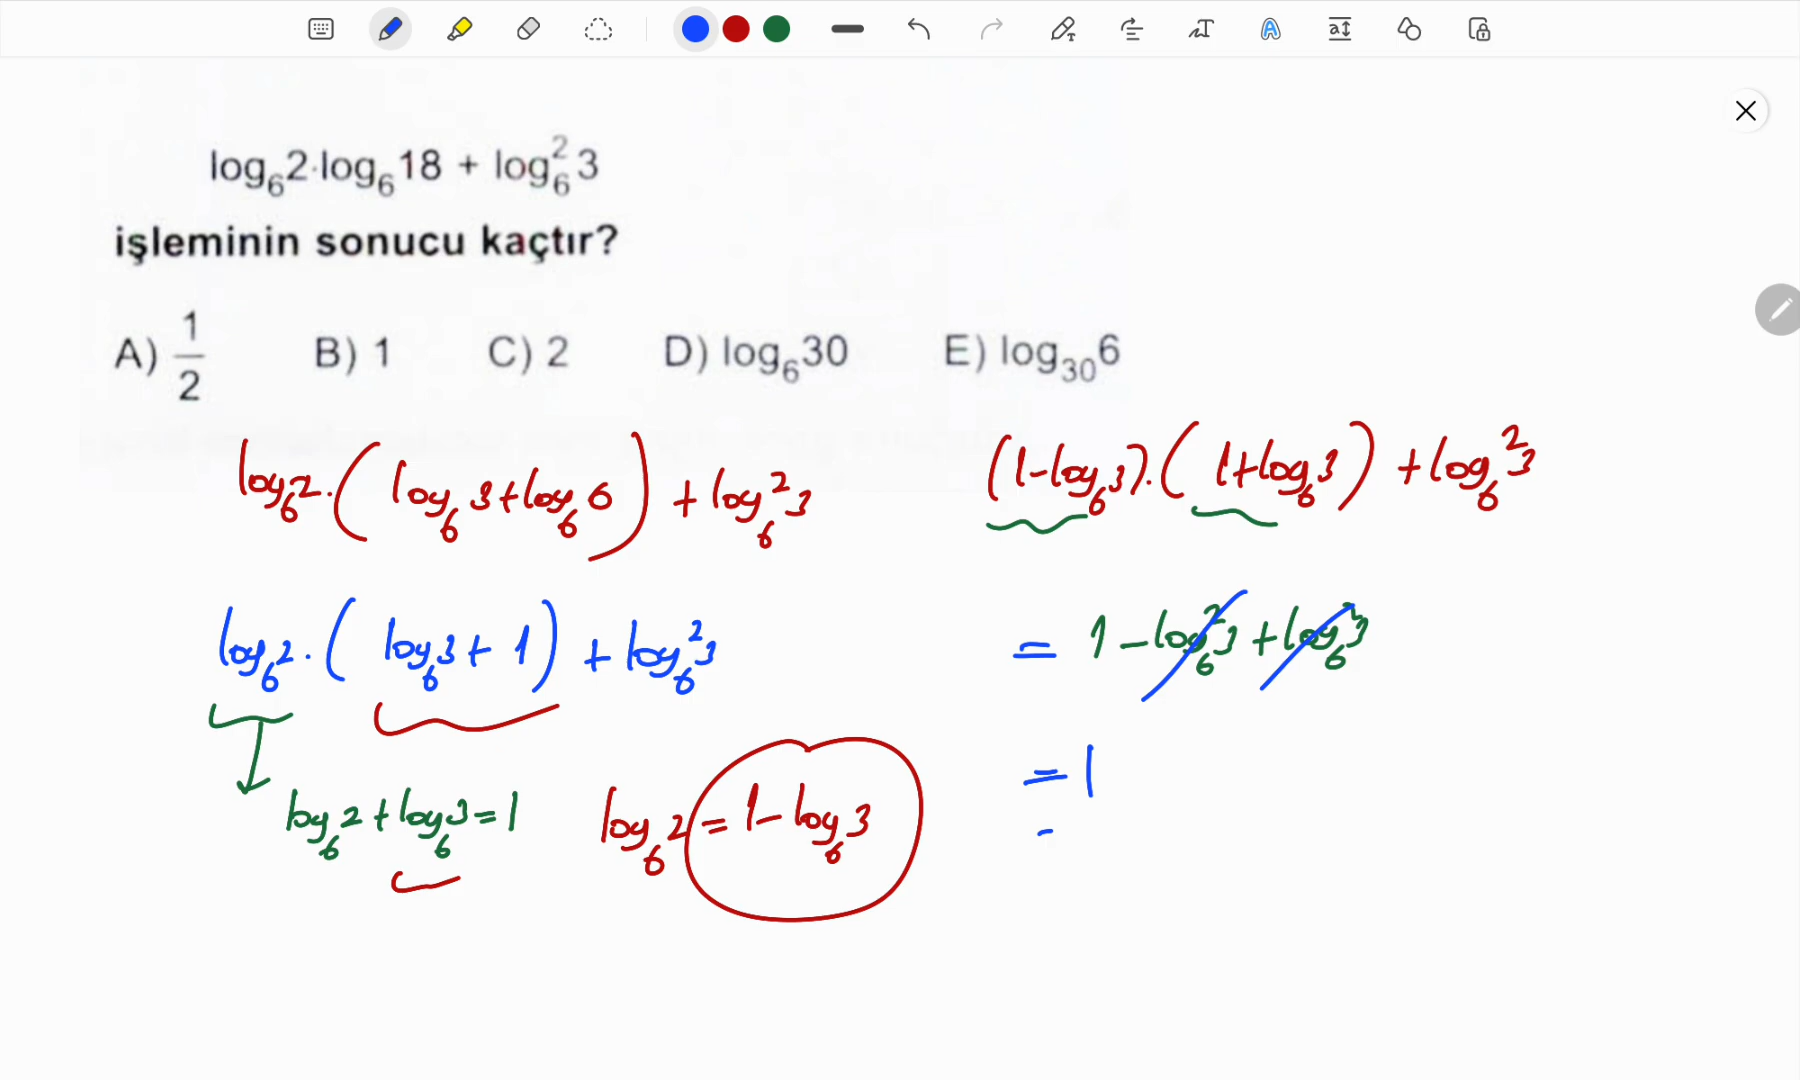 log₆2·log₆18 + log₆²3
işleminin sonucu kaçtır?
A) 1/2 B) 1 C) 2 D) log₆30 E) log₃₀6
log₆2·(log₆3+log₆6)+log₆²3
log₆2·(log₆3+1)+log₆²3
log₆2+log₆3=1
log₆2=1-log₆3
(1-log₆3)·(1+log₆3)+log₆²3
= 1-log₆²3+log₆²3
= 1